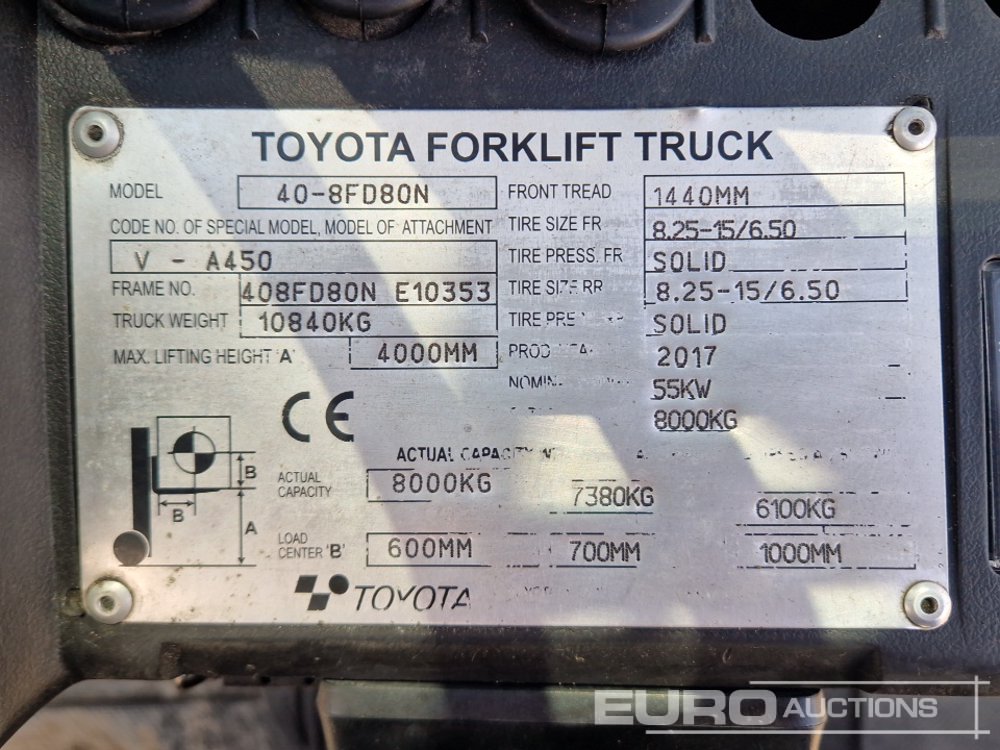 TOYOTA FORKLIFT TRUCK
MODEL 40-8FD80N
CODE NO. OF SPECIAL MODEL, MODEL OF ATTACHMENT
V - A450
FRAME NO. 408FD80N E10353
TRUCK WEIGHT 10840KG
MAX. LIFTING HEIGHT 'A' 4000MM
FRONT TREAD 1440MM
TIRE SIZE FR 8.25-15/6.50
TIRE PRESS. FR SOLID
TIRE SIZE RR 8.25-15/6.50
TIRE SOLID
2017
55KW
8000KG
CE
B
B
A
ACTUAL CAPACITY
ACTUAL
CAPACITY 8000KG 7380KG 6100KG
LOAD
CENTER 'B' 600MM 700MM 1000MM
TOYOTA
EURO AUCTIONS